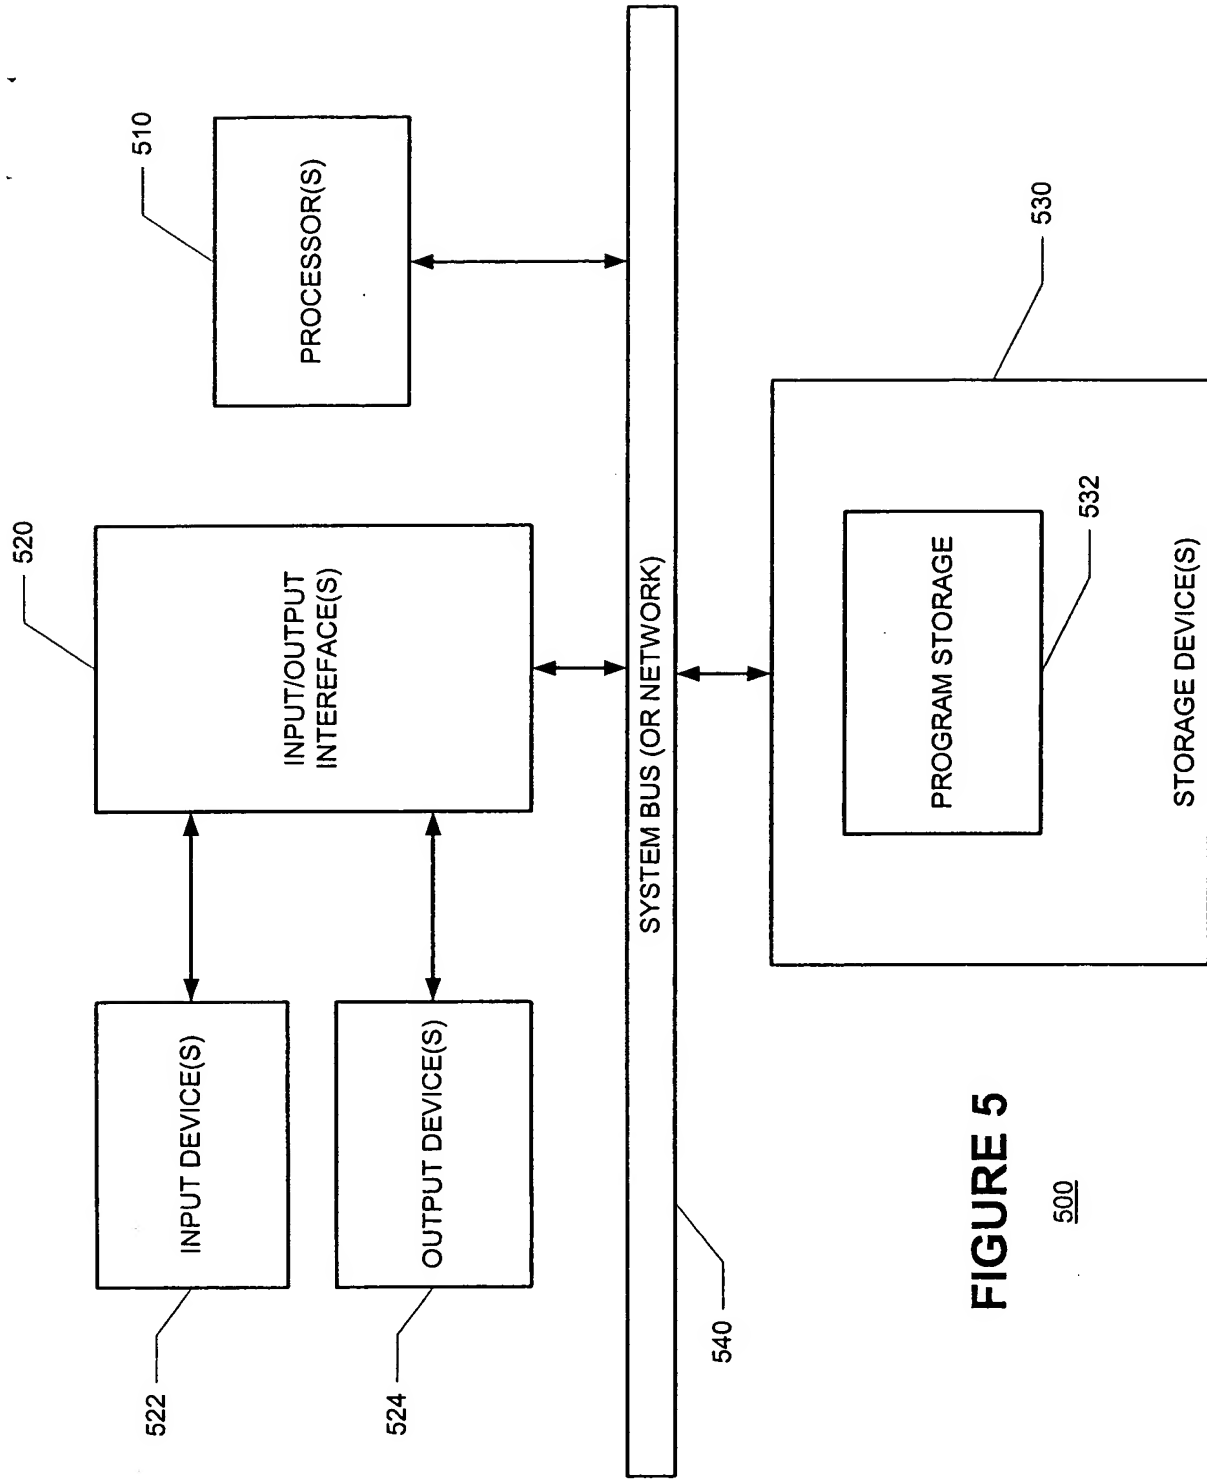 522
INPUT DEVICE(S)
524
OUTPUT DEVICE(S)
520
INPUT/OUTPUT
INTEREFACE(S)
510
PROCESSOR(S)
540
SYSTEM BUS (OR NETWORK)
530
532
PROGRAM STORAGE
STORAGE DEVICE(S)
FIGURE 5
500